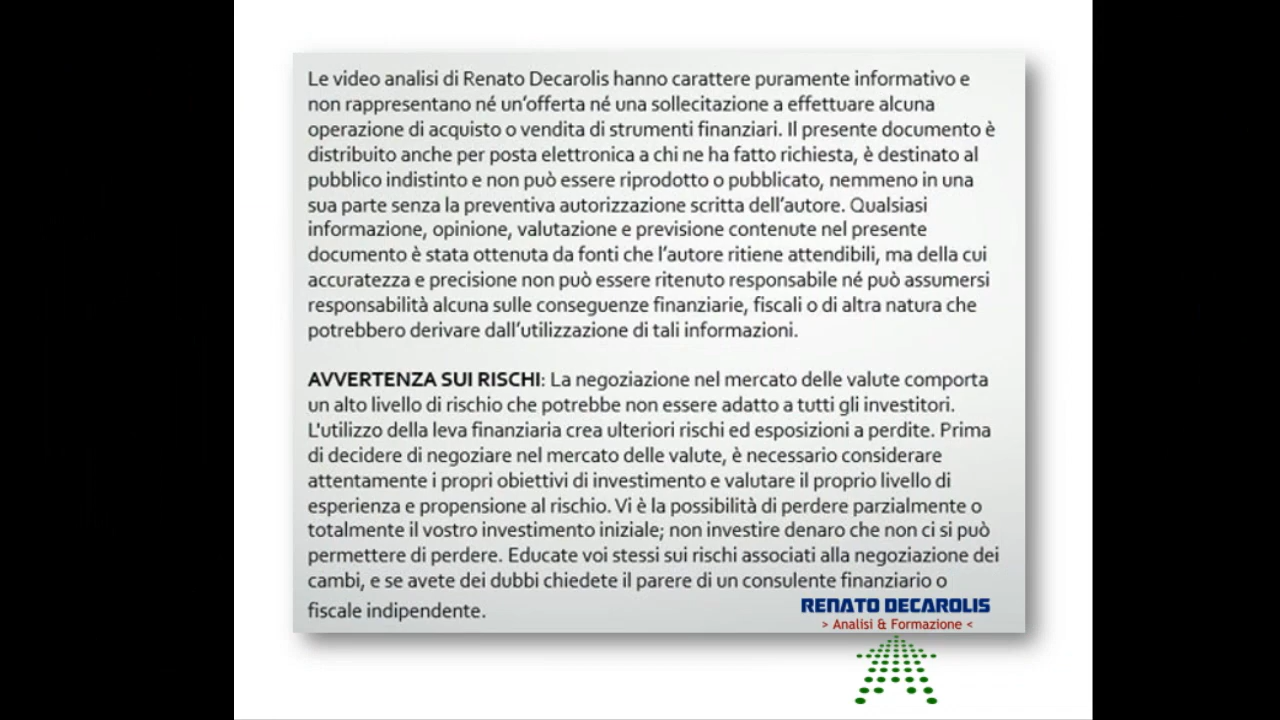 Le video analisi di Renato Decarolis hanno carattere puramente informativo e
non rappresentano né un’offerta né una sollecitazione a effettuare alcuna
operazione di acquisto o vendita di strumenti finanziari. Il presente documento è
distribuito anche per posta elettronica a chi ne ha fatto richiesta, è destinato al
pubblico indistinto e non può essere riprodotto o pubblicato, nemmeno in una
sua parte senza la preventiva autorizzazione scritta dell’autore. Qualsiasi
informazione, opinione, valutazione e previsione contenute nel presente
documento è stata ottenuta da fonti che l’autore ritiene attendibili, ma della cui
accuratezza e precisione non può essere ritenuto responsabile né può assumersi
responsabilità alcuna sulle conseguenze finanziarie, fiscali o di altra natura che
potrebbero derivare dall’utilizzazione di tali informazioni.
AVVERTENZA SUI RISCHI: La negoziazione nel mercato delle valute comporta
un alto livello di rischio che potrebbe non essere adatto a tutti gli investitori.
L'utilizzo della leva finanziaria crea ulteriori rischi ed esposizioni a perdite. Prima
di decidere di negoziare nel mercato delle valute, è necessario considerare
attentamente i propri obiettivi di investimento e valutare il proprio livello di
esperienza e propensione al rischio. Vi è la possibilità di perdere parzialmente o
totalmente il vostro investimento iniziale; non investire denaro che non ci si può
permettere di perdere. Educate voi stessi sui rischi associati alla negoziazione dei
cambi, e se avete dei dubbi chiedete il parere di un consulente finanziario o
fiscale indipendente.
RENATO DECAROLIS
> Analisi & Formazione <